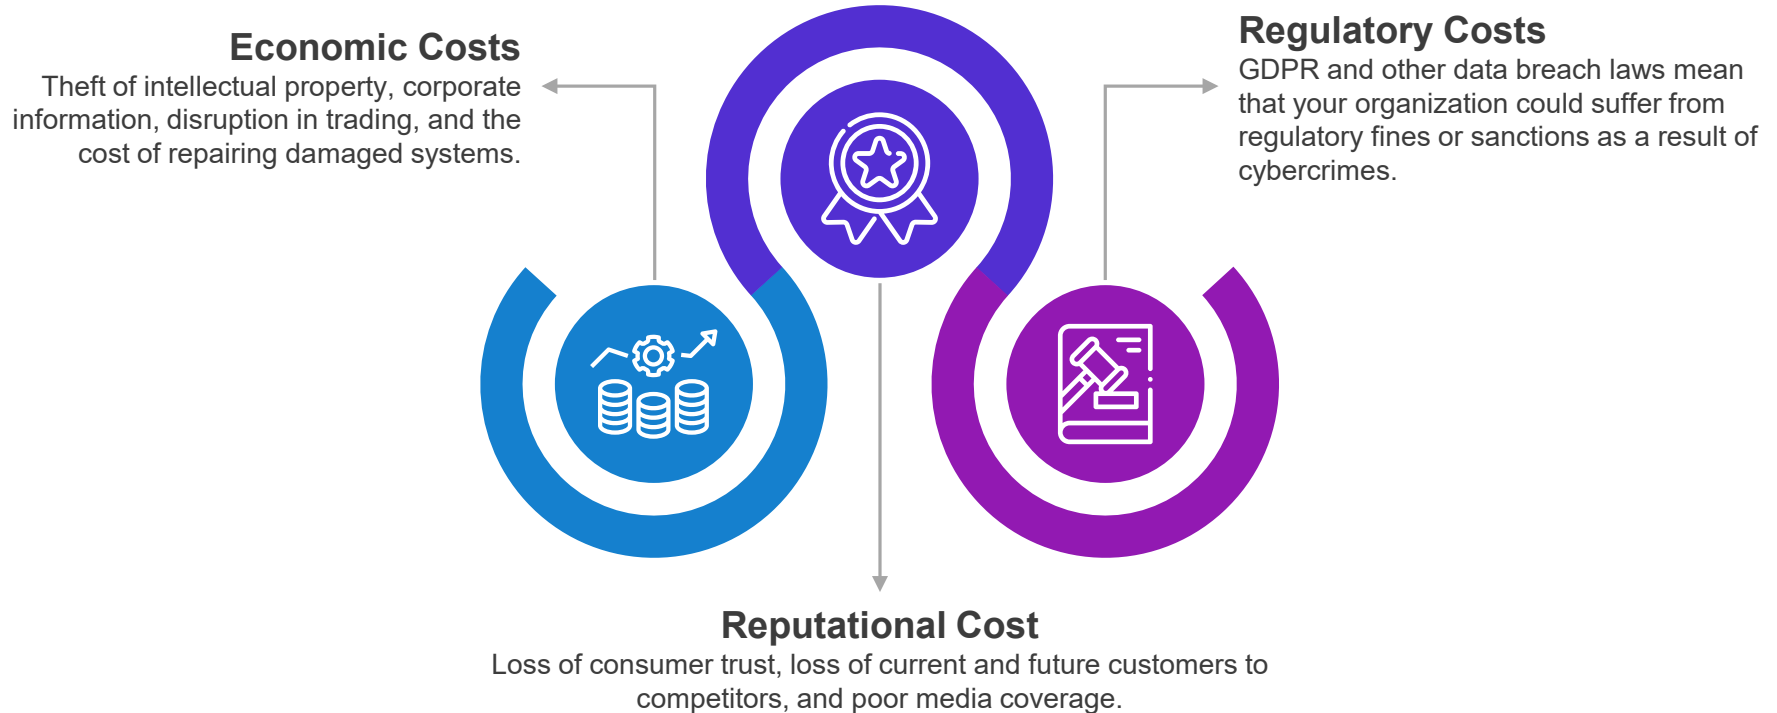 Economic Costs
Theft of intellectual property, corporate
information, disruption in trading, and the
cost of repairing damaged systems.
Regulatory Costs
GDPR and other data breach laws mean
that your organization could suffer from
regulatory fines or sanctions as a result of
cybercrimes.
Reputational Cost
Loss of consumer trust, loss of current and future customers to
competitors, and poor media coverage.